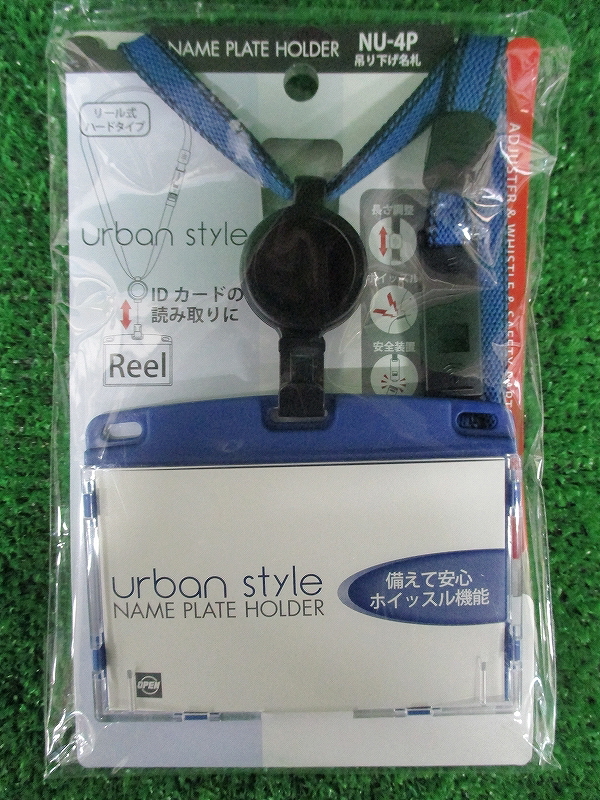 NAME PLATE HOLDER NU-4P
吊り下げ名札
リール式
ハードタイプ
urban style
IDカードの
読み取りに
Reel
長さ調整
ホイッスル
安全装置
ADJUSTER & WHISTLE & SAFETY
urban style
NAME PLATE HOLDER
備えて安心
ホイッスル機能
OPEN